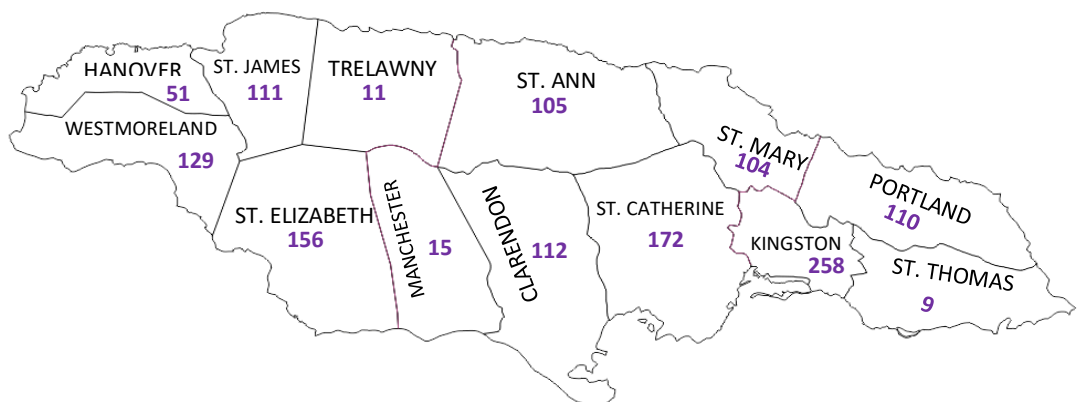 HANOVER
51
ST. JAMES
111
TRELAWNY
11
ST. ANN
105
WESTMORELAND
129
ST. MARY
104
PORTLAND
110
ST. ELIZABETH
156
MANCHESTER
15
CLARENDON
112
ST. CATHERINE
172
KINGSTON
258
ST. THOMAS
9